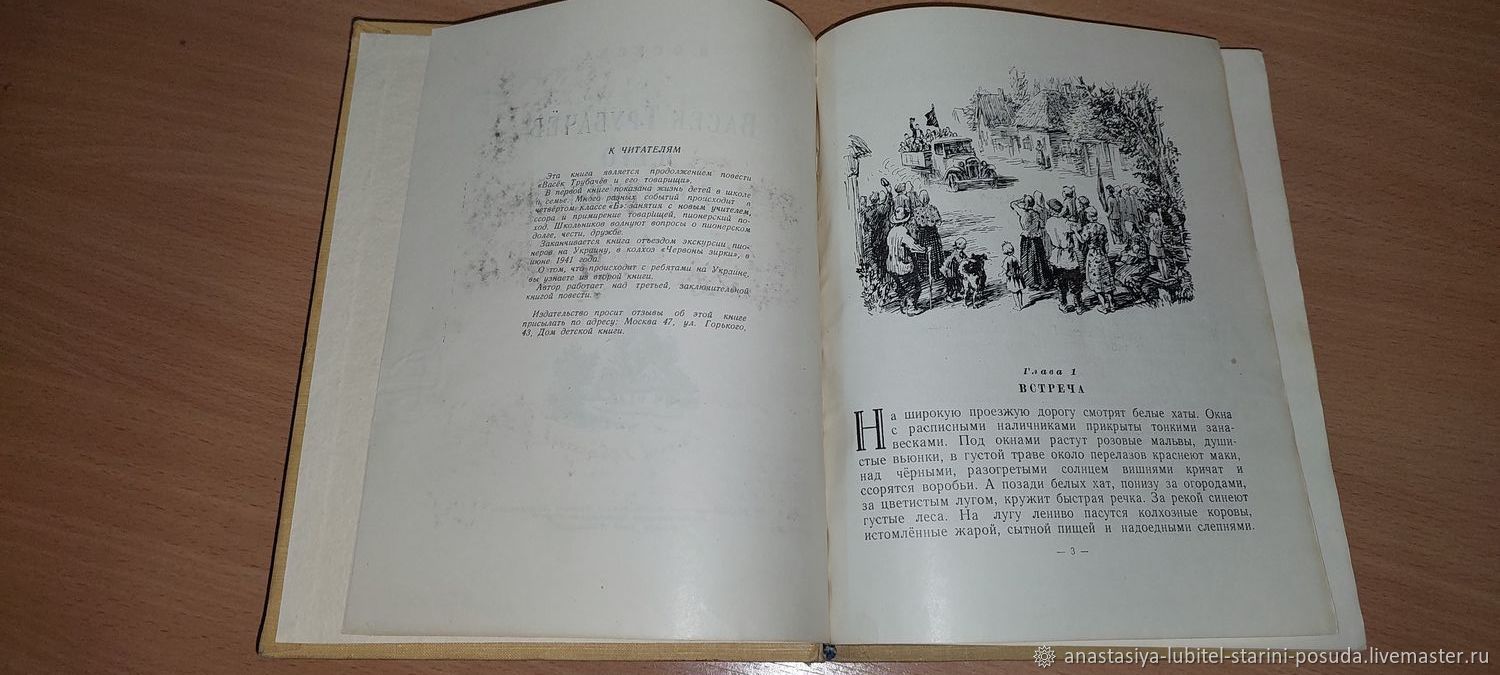 К ЧИТАТЕЛЯМ
Эта книга является продолжением повести
«Васёк Трубачёв и его товарищи».
В первой книге показана жизнь детей в школе
и семье. Много разных событий происходит в
четвёртом классе «Б»: занятия с новым учителем,
ссора и примирение товарищей, пионерский по-
ход. Школьников волнуют вопросы о пионерском
долге, чести, дружбе.
Заканчивается книга отъездом экскурсии пио-
неров на Украину, в колхоз «Червоны зирки», в
июне 1941 года.
О том, что происходит с ребятами на Украине,
вы узнаете из второй книги.
Автор работает над третьей, заключительной
книгой повести.
Издательство просит отзывы об этой книге
присылать по адресу: Москва 47, ул. Горького,
43, Дом детской книги.
Глава 1
ВСТРЕЧА
На широкую проезжую дорогу смотрят белые хаты. Окна
с расписными наличниками прикрыты тонкими зана-
весками. Под окнами растут розовые мальвы, души-
стые вьюнки, в густой траве около перелазов краснеют маки,
над чёрными, разогретыми солнцем вишнями кричат и
ссорятся воробьи. А позади белых хат, понизу за огородами,
за цветистым лугом, кружит быстрая речка. За рекой синеют
густые леса. На лугу лениво пасутся колхозные коровы,
истомлённые жарой, сытной пищей и надоедными слепнями.
— 3 —
anastasiya-lubitel-starini-posuda.livemaster.ru